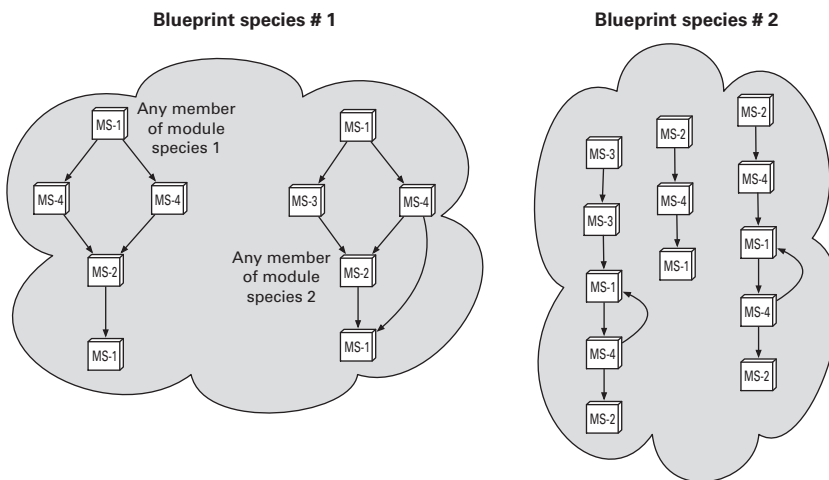 Blueprint species # 1
Any member
of module
species 1
MS-1
MS-4
MS-4
MS-2
MS-1
MS-1
MS-3
MS-4
Any member
of module
species 2
MS-2
MS-1
Blueprint species # 2
MS-3
MS-3
MS-1
MS-4
MS-2
MS-2
MS-4
MS-1
MS-2
MS-4
MS-1
MS-4
MS-2